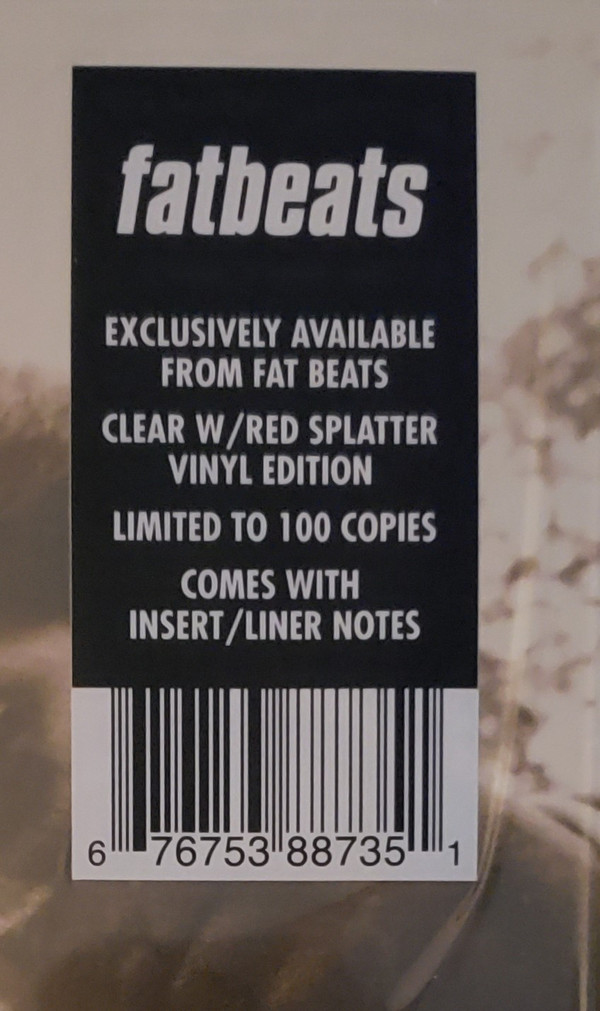 fatbeats
EXCLUSIVELY AVAILABLE
FROM FAT BEATS
CLEAR W/RED SPLATTER
VINYL EDITION
LIMITED TO 100 COPIES
COMES WITH
INSERT/LINER NOTES
6 76753 88735 1